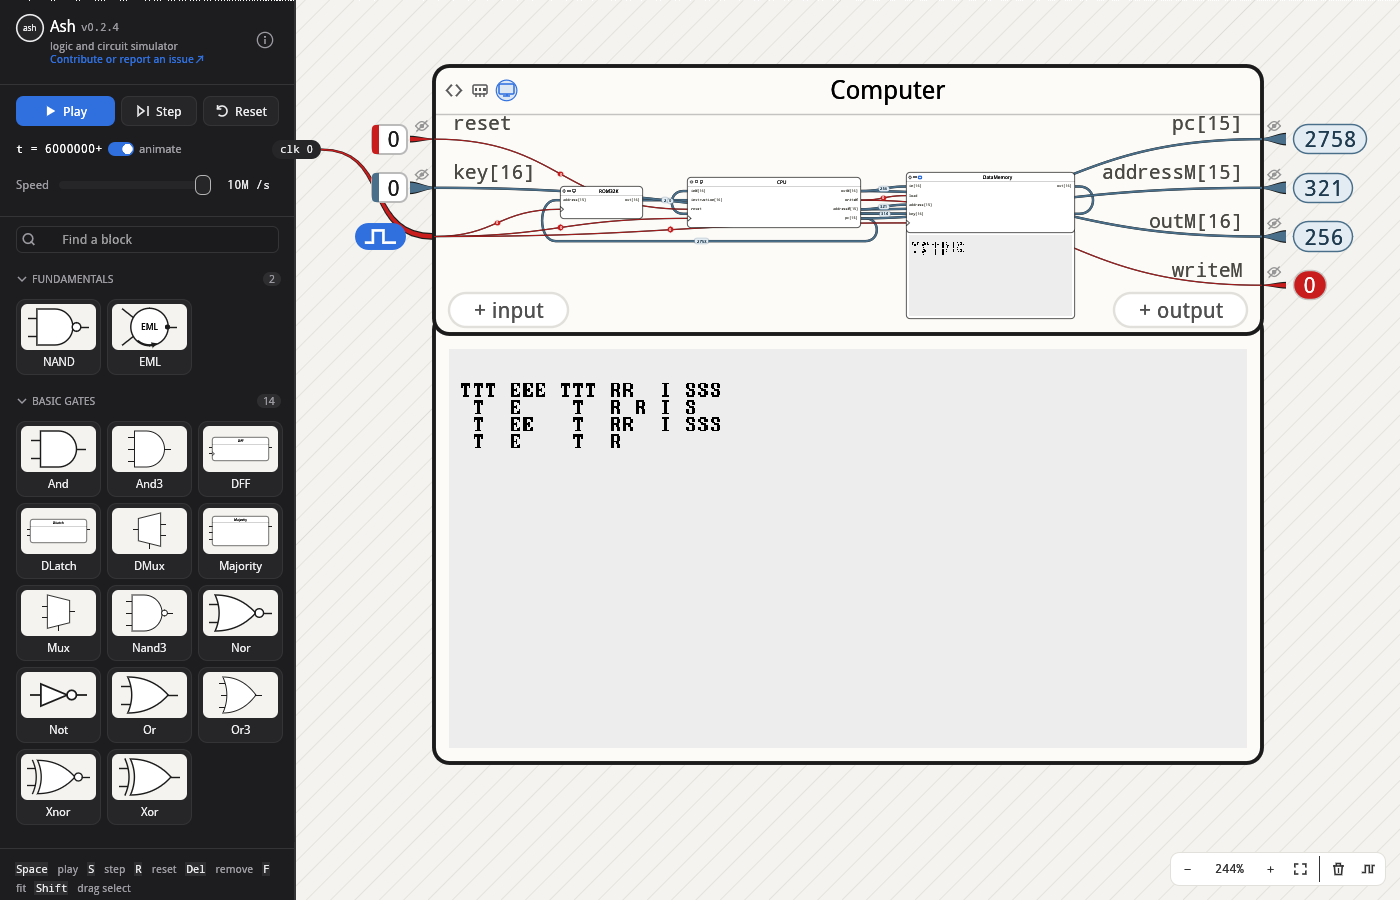 ash
Ash v0.2.4
logic and circuit simulator
Contribute or report an issue
Play
Step
Reset
t = 6000000+
animate
Speed
10M /s
Find a block
FUNDAMENTALS
2
NAND
EML
EML
BASIC GATES
14
And
And3
DFF
DLatch
DMux
Majority
Mux
Nand3
Nor
Not
Or
Or3
Xnor
Xor
Space play S step R reset Del remove F
fit Shift drag select
clk 0
0
0
Computer
reset
key[16]
pc[15]
addressM[15]
outM[16]
writeM
2758
321
256
0
ROM32K
CPU
DataMemory
+ input
+ output
TTT EEE TTT RR I SSS
T E T R R I S
T EE T RR I SSS
T E T R
− 244% +